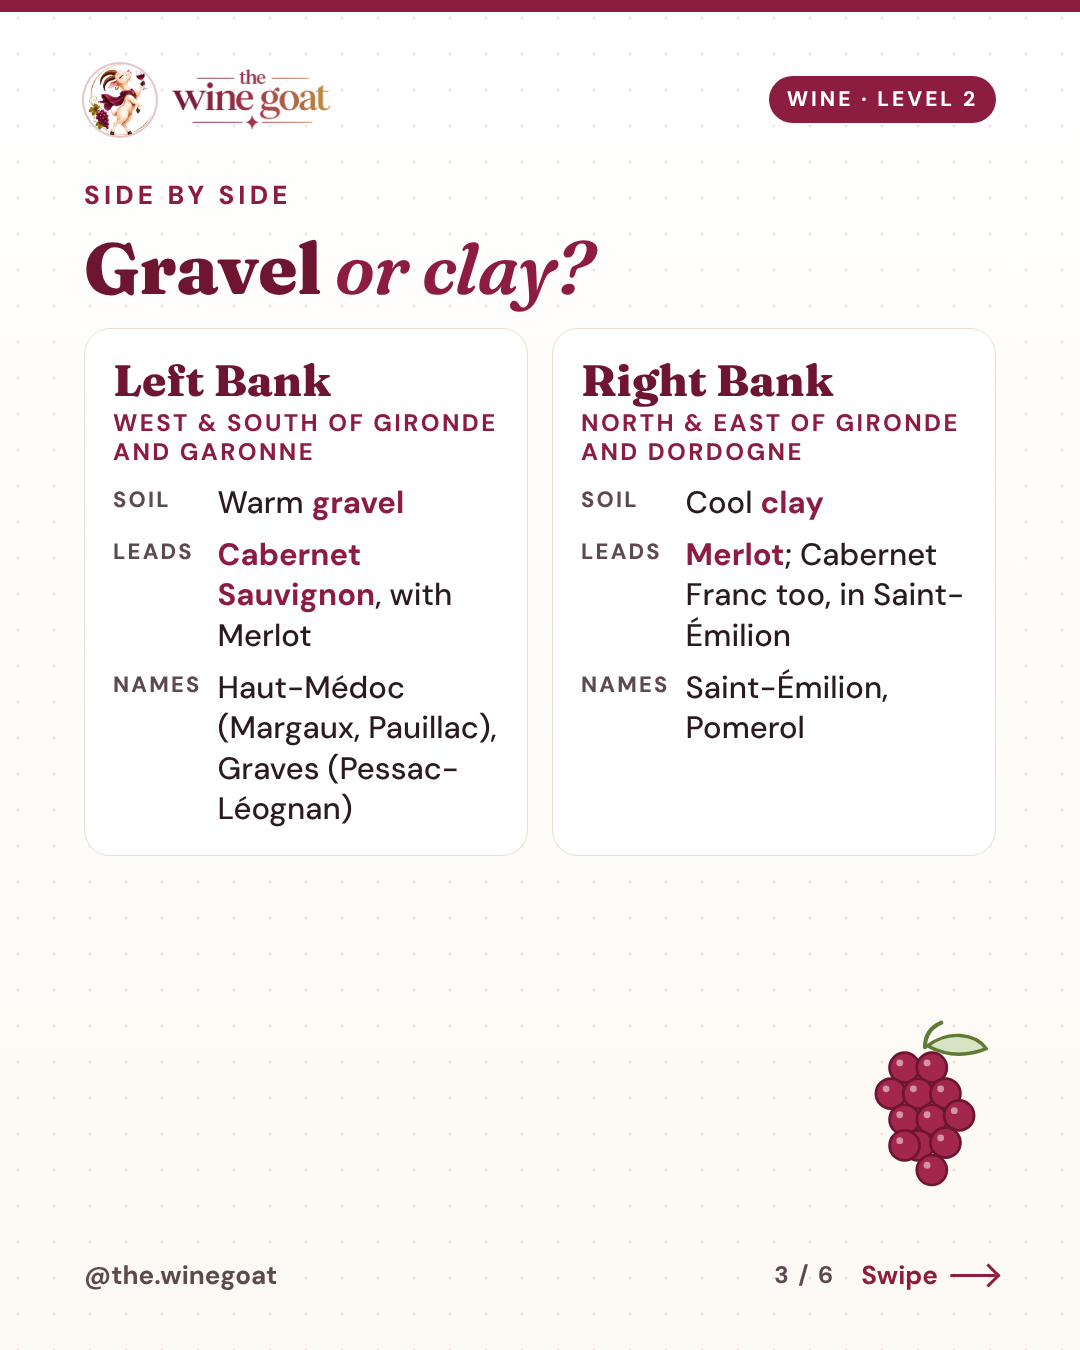 the
wine goat
WINE · LEVEL 2
SIDE BY SIDE
Gravel or clay?
Left Bank
WEST & SOUTH OF GIRONDE
AND GARONNE
SOIL Warm gravel
LEADS Cabernet
Sauvignon, with
Merlot
NAMES Haut-Médoc
(Margaux, Pauillac),
Graves (Pessac-
Léognan)
Right Bank
NORTH & EAST OF GIRONDE
AND DORDOGNE
SOIL Cool clay
LEADS Merlot; Cabernet
Franc too, in Saint-
Émilion
NAMES Saint-Émilion,
Pomerol
@the.winegoat
3 / 6 Swipe